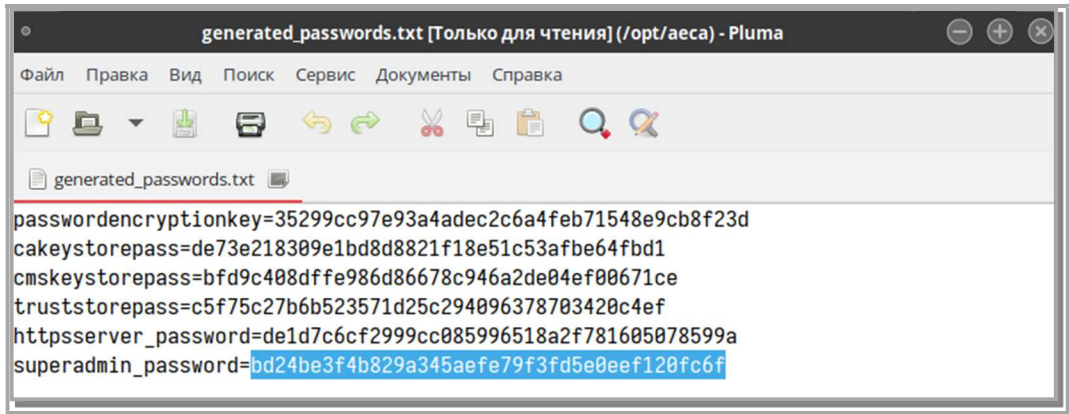 generated_passwords.txt [Только для чтения] (/opt/aeca) - Pluma
Файл Правка Вид Поиск Сервис Документы Справка
generated_passwords.txt
passwordencryptionkey=35299cc97e93a4adec2c6a4feb71548e9cb8f23d
cakeystorepass=de73e218309e1bd8d8821f18e51c53afbe64fbd1
cmskeystorepass=bfd9c408dffe986d86678c946a2de04ef00671ce
truststorepass=c5f75c27b6b523571d25c294096378703420c4ef
httpsserver_password=de1d7c6cf2999cc085996518a2f781605078599a
superadmin_password=bd24be3f4b829a345aefe79f3fd5e0eef120fc6f